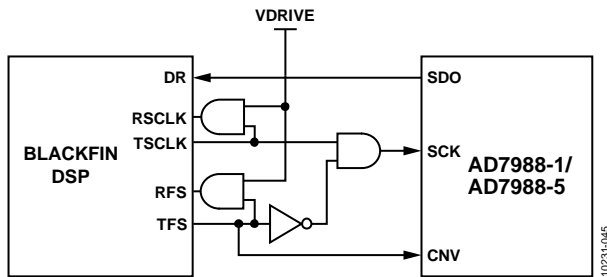 VDRIVE
DR
SDO
RSCLK
BLACKFIN
DSP
TSCLK
SCK
AD7988-1/
AD7988-5
RFS
TFS
CNV
10231-045